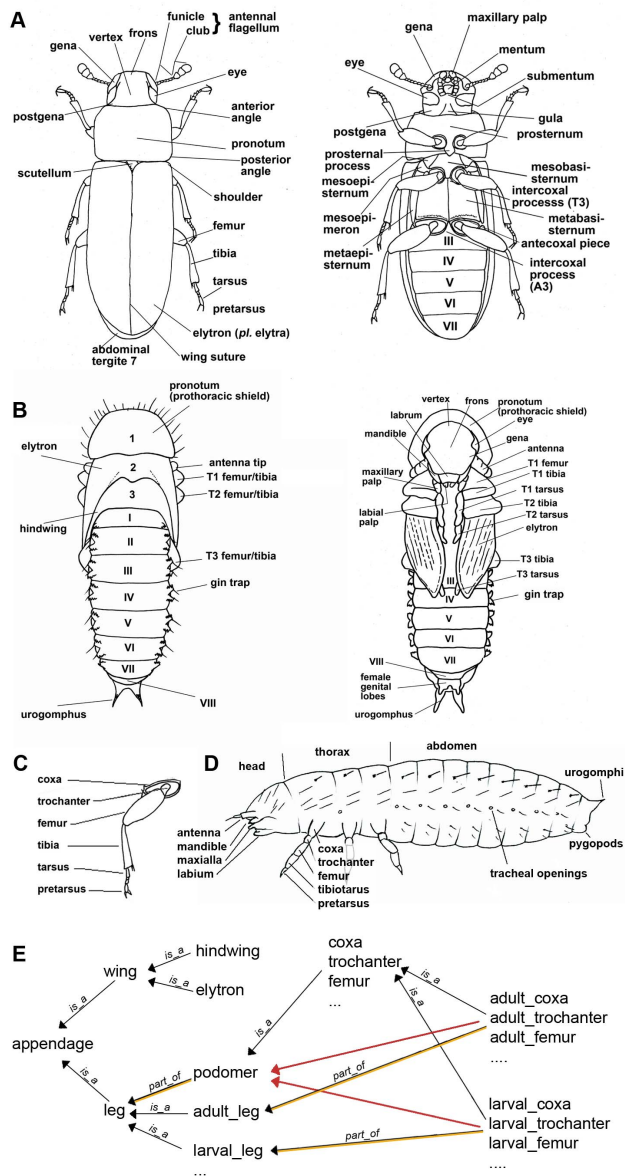 A
funicle
club } antennal
flagellum
frons
vertex
gena
eye
postgena
anterior
angle
pronotum
posterior
angle
scutellum
shoulder
femur
tibia
tarsus
pretarsus
elytron (pl. elytra)
abdominal
tergite 7
wing suture
maxillary palp
gena
mentum
eye
submentum
gula
postgena
prosternum
prosternal
process
mesobasi-
sternum
mesoepi-
sternum
intercoxal
processs (T3)
mesoepi-
meron
metabasi-
sternum
metaepi-
sternum
antecoxal piece
intercoxal
process
(A3)
III
IV
V
VI
VII
B
pronotum
(prothoracic shield)
1
elytron
2
antenna tip
T1 femur/tibia
3
T2 femur/tibia
hindwing
I
II
T3 femur/tibia
III
gin trap
IV
V
VI
VII
VIII
urogomphus
vertex
frons
pronotum
(prothoracic shield)
labrum
eye
mandible
gena
antenna
maxillary
palp
T1 femur
T1 tibia
T1 tarsus
labial
palp
T2 tibia
T2 tarsus
elytron
T3 tibia
III
T3 tarsus
IV
gin trap
V
VI
VII
VIII
female
genital
lobes
urogomphus
C
coxa
trochanter
femur
tibia
tarsus
pretarsus
D
head
thorax
abdomen
urogomphi
antenna
mandible
maxialla
labium
coxa
trochanter
femur
tibiotarus
pretarsus
tracheal openings
pygopods
E
hindwing
is_a
wing
is_a
elytron
is_a
appendage
is_a
leg
part_of
podomer
is_a
adult_leg
is_a
larval_leg
...
coxa
trochanter
femur
...
is_a
is_a
is_a
adult_coxa
adult_trochanter
adult_femur
....
part_of
larval_coxa
larval_trochanter
larval_femur
....
part_of